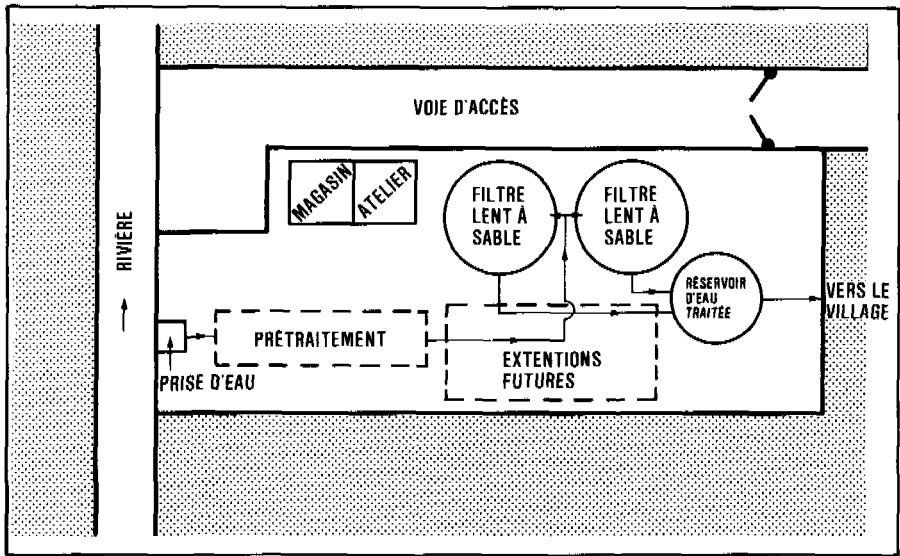 VOIE D'ACCÈS
MAGASIN
ATELIER
FILTRE
LENT À
SABLE
FILTRE
LENT À
SABLE
RIVIÈRE
RÉSERVOIR
D'EAU
TRAITÉE
VERS LE
VILLAGE
PRÉTRAITEMENT
EXTENTIONS
FUTURES
PRISE D'EAU